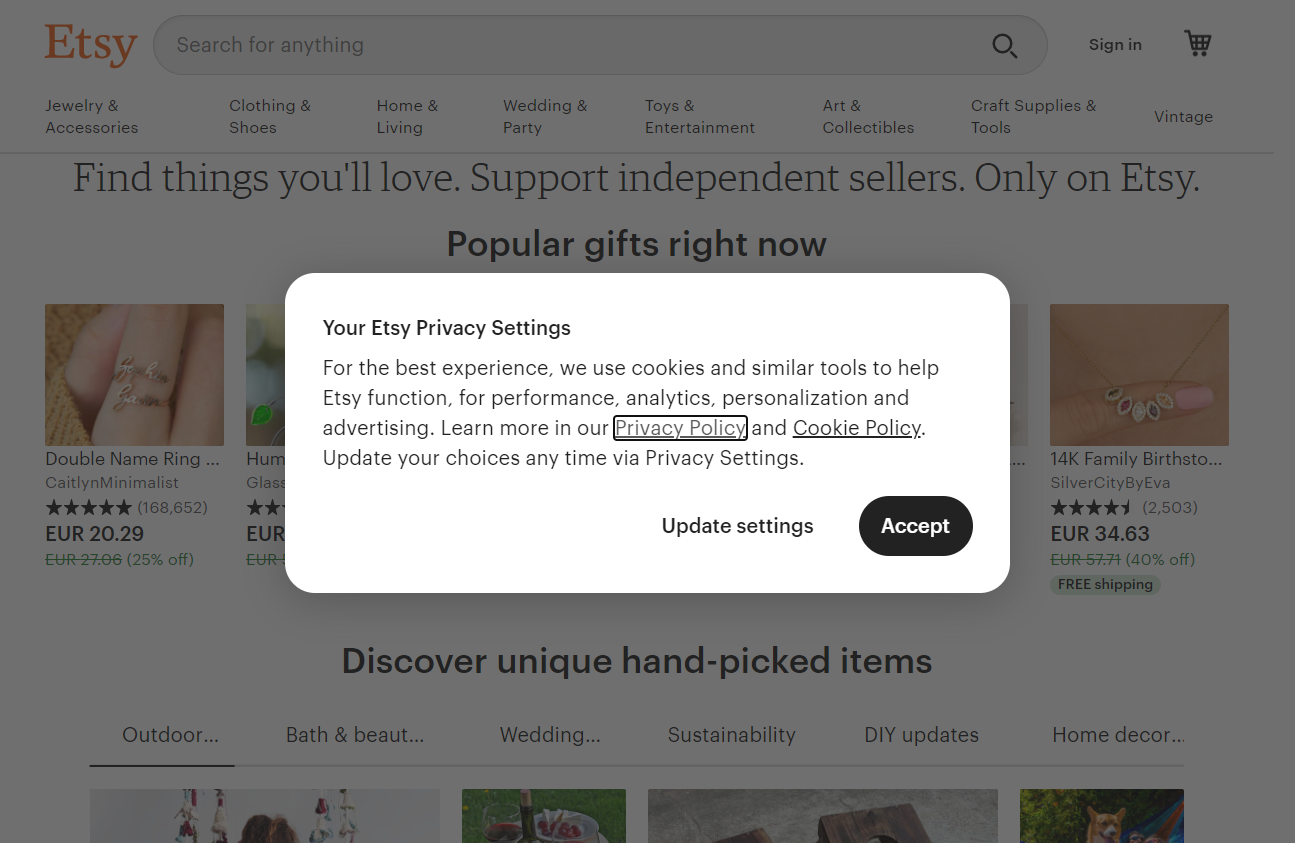 Etsy
Search for anything
Sign in
Jewelry &
Accessories
Clothing &
Shoes
Home &
Living
Wedding &
Party
Toys &
Entertainment
Art &
Collectibles
Craft Supplies &
Tools
Vintage
Find things you'll love. Support independent sellers. Only on Etsy.
Popular gifts right now
Your Etsy Privacy Settings
For the best experience, we use cookies and similar tools to help
Etsy function, for performance, analytics, personalization and
advertising. Learn more in our Privacy Policy and Cookie Policy.
Update your choices any time via Privacy Settings.
Update settings
Accept
Double Name Ring ...
CaitlynMinimalist
(168,652)
EUR 20.29
EUR 27.06 (25% off)
Hum
Glass
EUR
EUR
...
14K Family Birthsto...
SilverCityByEva
(2,503)
EUR 34.63
EUR 57.71 (40% off)
FREE shipping
Discover unique hand-picked items
Outdoor...
Bath & beaut...
Wedding...
Sustainability
DIY updates
Home decor...